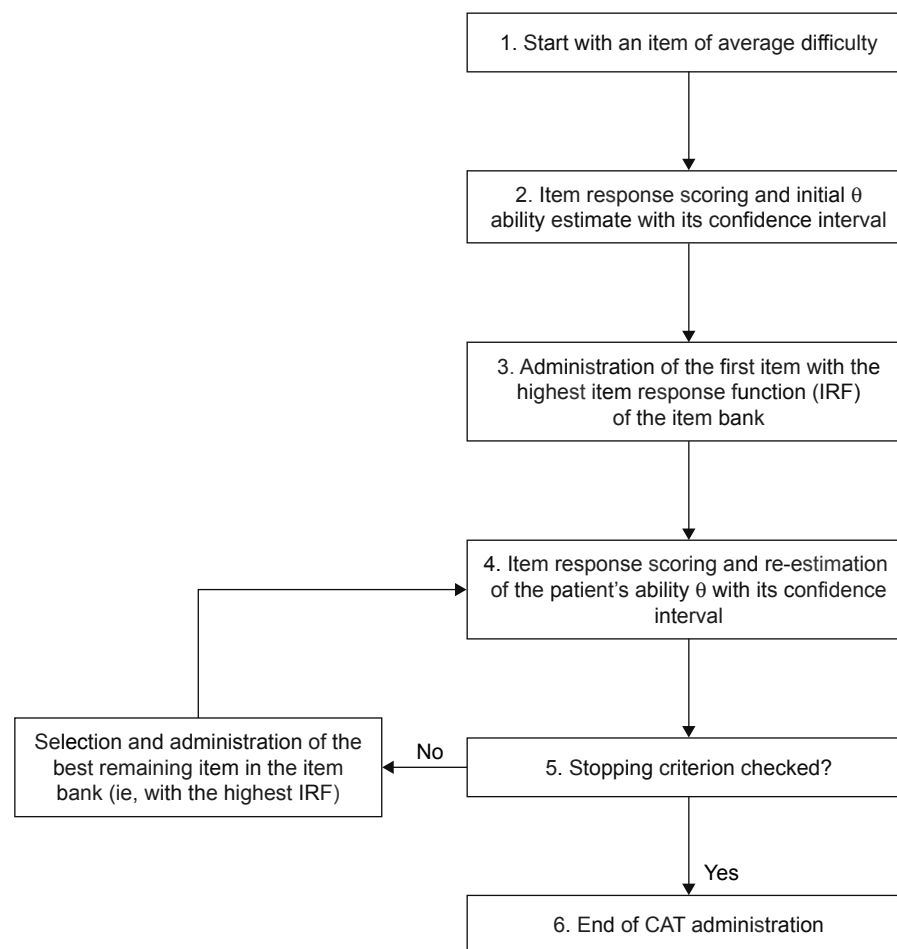 1. Start with an item of average difficulty
2. Item response scoring and initial θ
ability estimate with its confidence interval
3. Administration of the first item with the
highest item response function (IRF)
of the item bank
4. Item response scoring and re-estimation
of the patient's ability θ with its confidence
interval
Selection and administration of the
best remaining item in the item
bank (ie, with the highest IRF)
No
5. Stopping criterion checked?
Yes
6. End of CAT administration